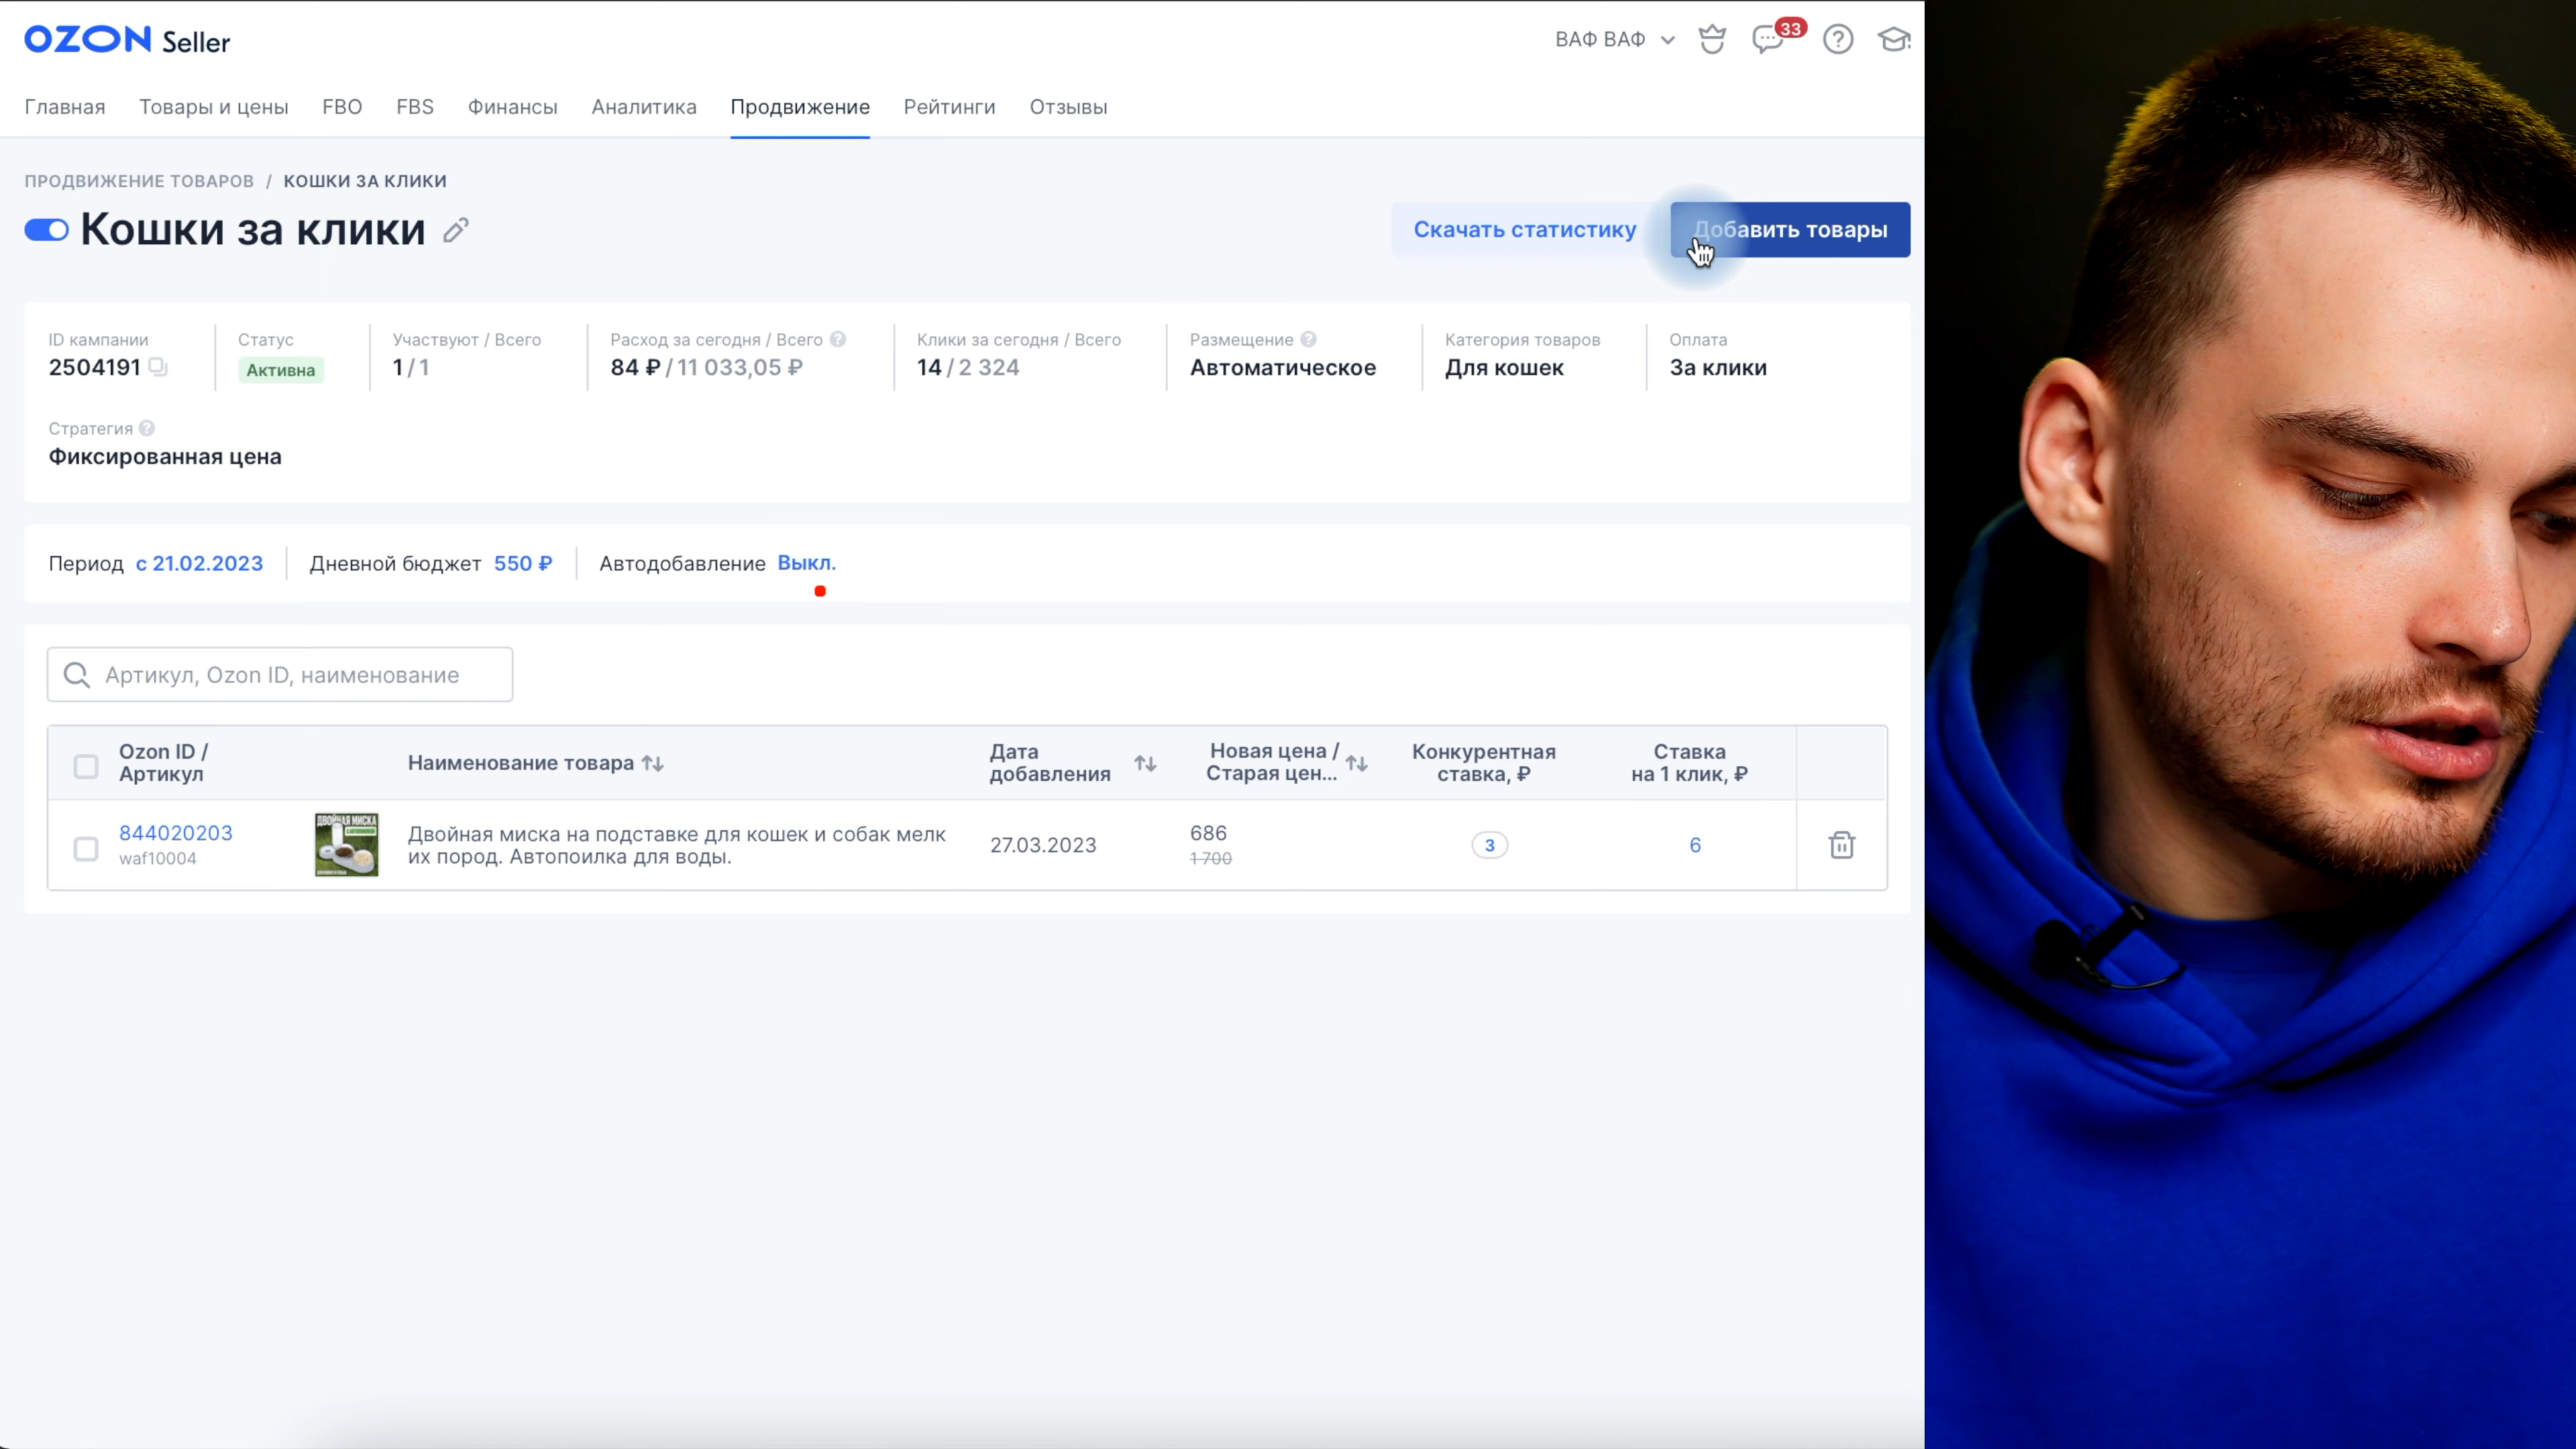 OZON Seller
ВАФ ВАФ
33
Главная Товары и цены FBO FBS Финансы Аналитика Продвижение Рейтинги Отзывы
ПРОДВИЖЕНИЕ ТОВАРОВ / КОШКИ ЗА КЛИКИ
Кошки за клики
Скачать статистику
Добавить товары
ID кампании
2504191
Статус
Активна
Участвуют / Всего
1 / 1
Расход за сегодня / Всего
84 ₽ / 11 033,05 ₽
Клики за сегодня / Всего
14 / 2 324
Размещение
Автоматическое
Категория товаров
Для кошек
Оплата
За клики
Стратегия
Фиксированная цена
Период с 21.02.2023 Дневной бюджет 550 ₽ Автодобавление Выкл.
Артикул, Ozon ID, наименование
Ozon ID /
Артикул
Наименование товара
Дата
добавления
Новая цена /
Старая цен...
Конкурентная
ставка, ₽
Ставка
на 1 клик, ₽
844020203
waf10004
ДВОЙНАЯ МИСКА
Двойная миска на подставке для кошек и собак мелк
их пород. Автопоилка для воды.
27.03.2023
686
1 700
3
6